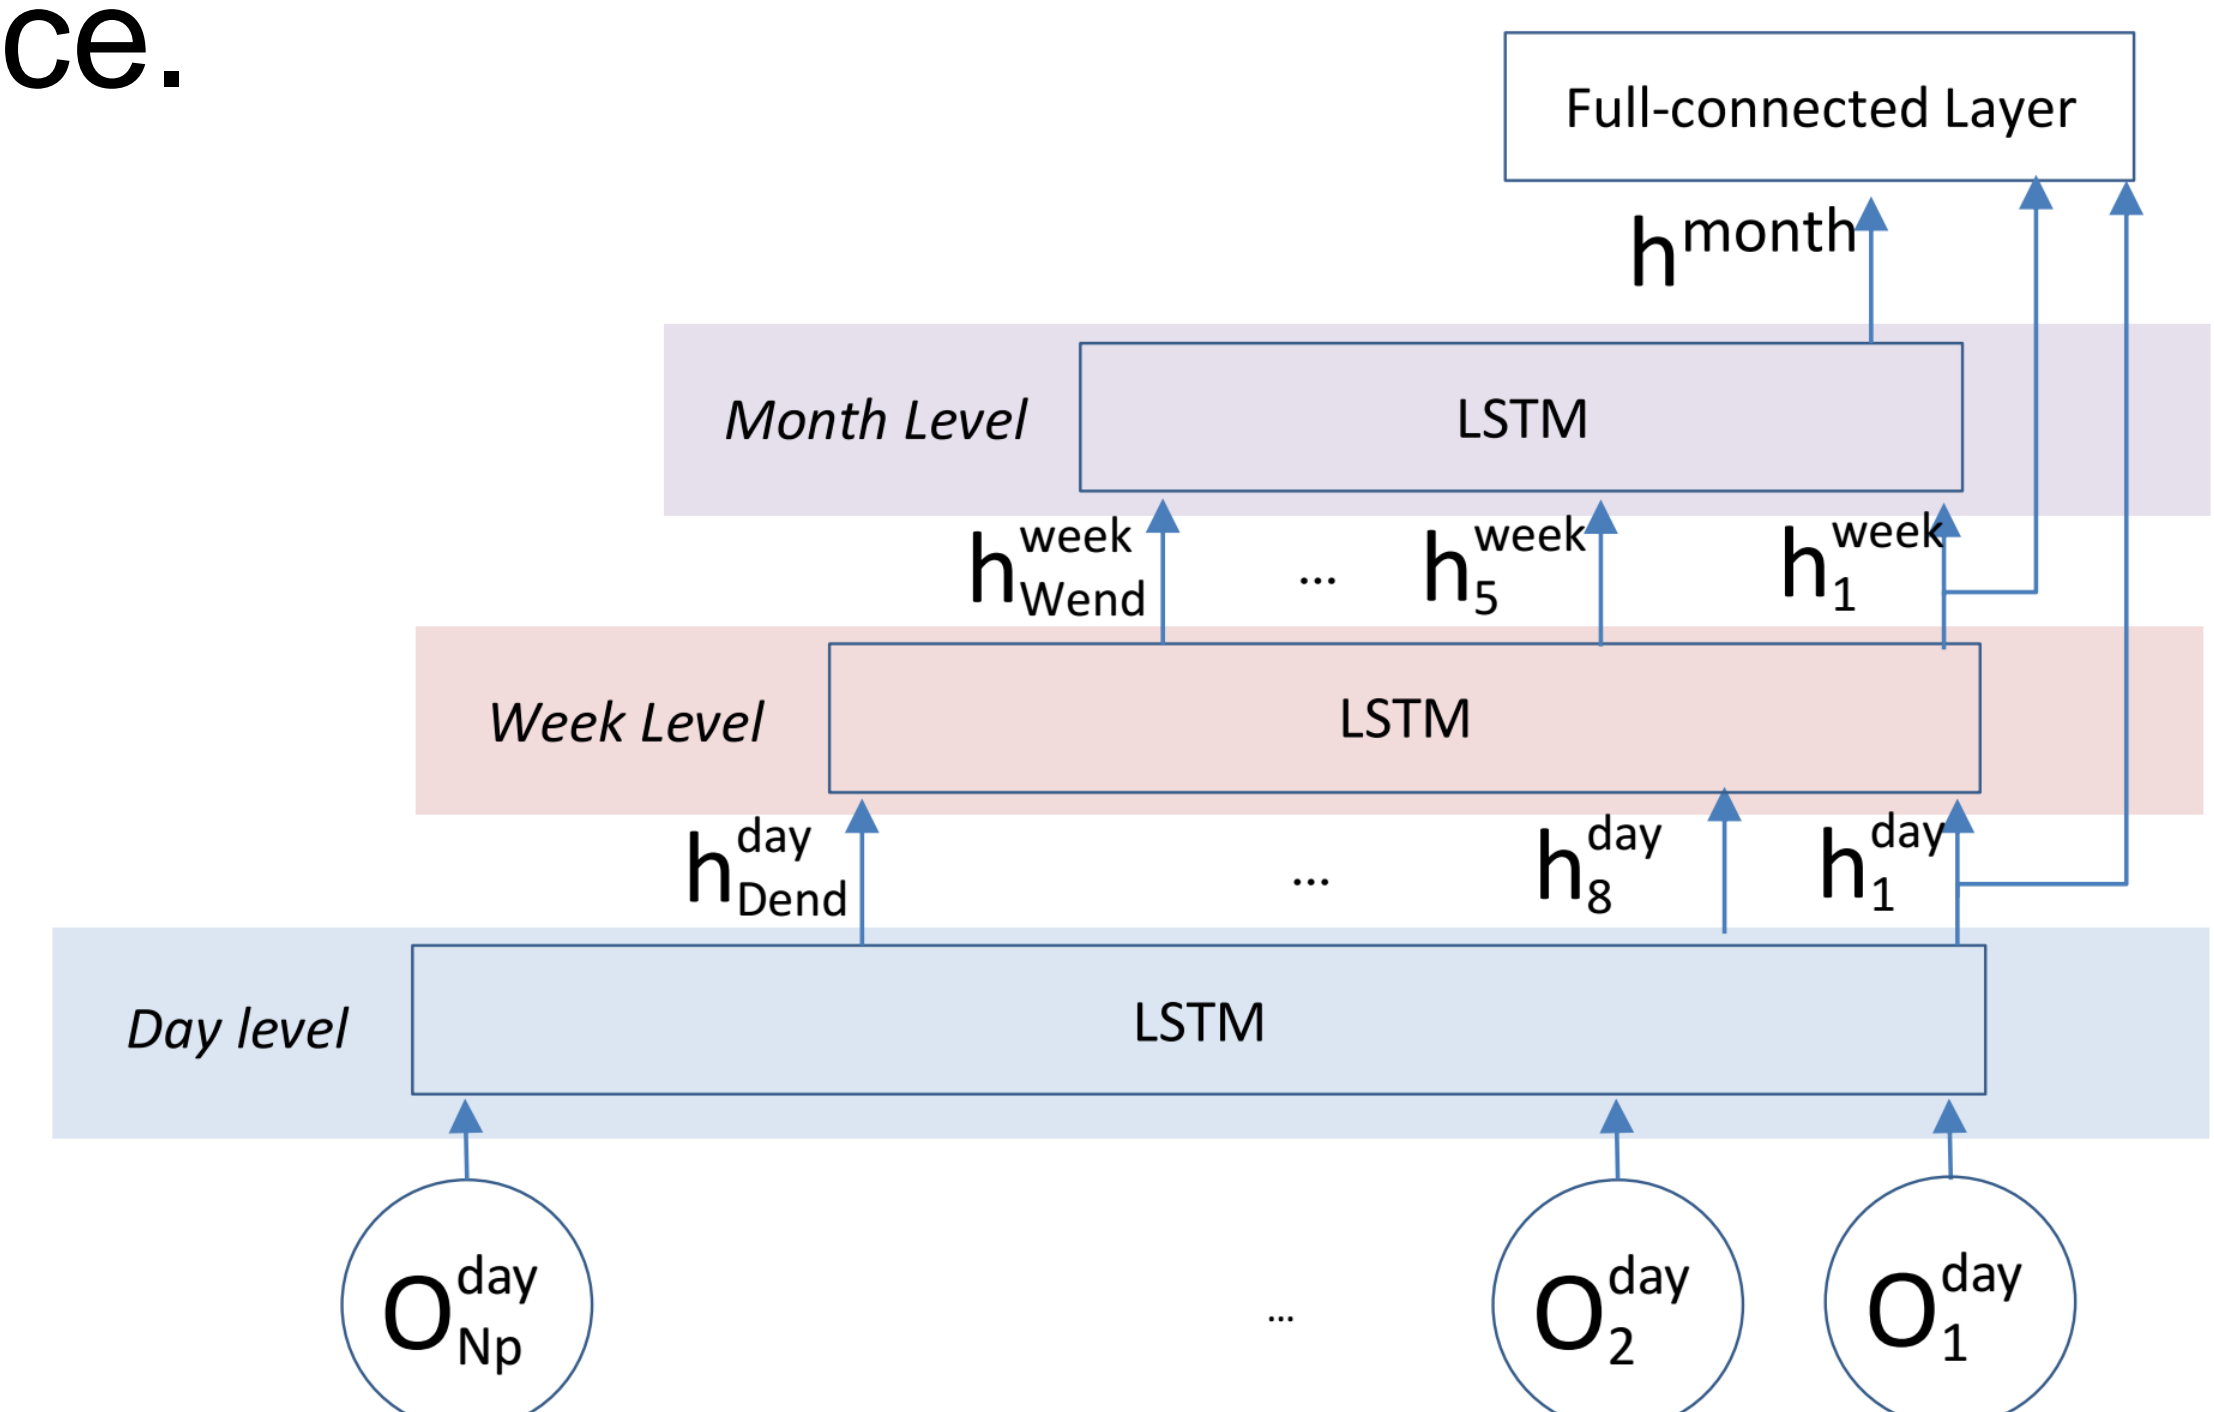 ce.
Full-connected Layer
h^month
Month Level LSTM
h^week_Wend ... h^week_5 h^week_1
Week Level LSTM
h^day_Dend ... h^day_8 h^day_1
Day level LSTM
O^day_Np ... O^day_2 O^day_1